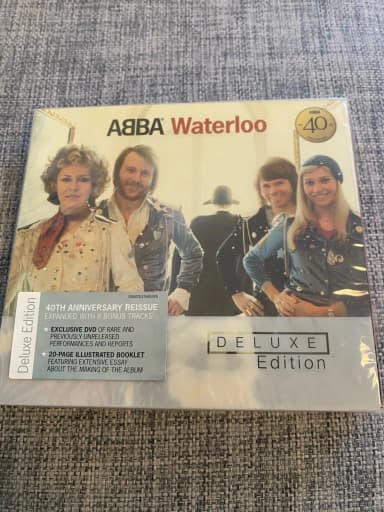 ABBA Waterloo
40
40TH ANNIVERSARY REISSUE
EXPANDED WITH 8 BONUS TRACKS
• EXCLUSIVE DVD OF RARE AND
PREVIOUSLY UNRELEASED
PERFORMANCES AND REPORTS
• 20-PAGE ILLUSTRATED BOOKLET
FEATURING EXTENSIVE ESSAY
ABOUT THE MAKING OF THE ALBUM
Deluxe Edition
DELUXE
Edition